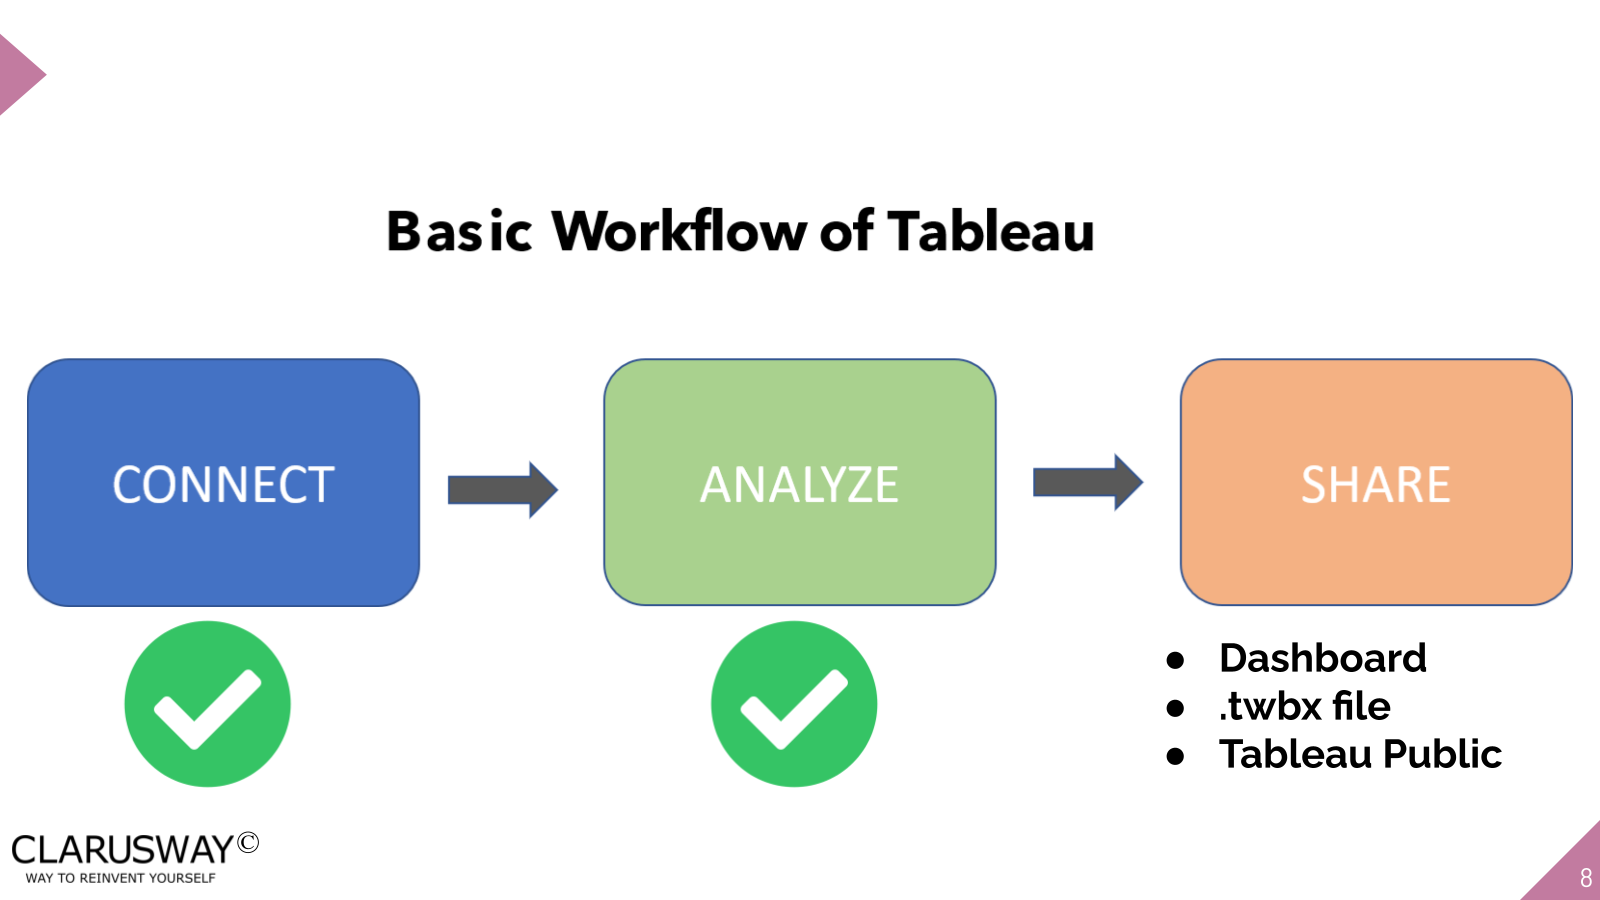 Basic Workflow of Tableau
CONNECT
ANALYZE
SHARE
● Dashboard
● .twbx file
● Tableau Public
CLARUSWAY©
WAY TO REINVENT YOURSELF
8